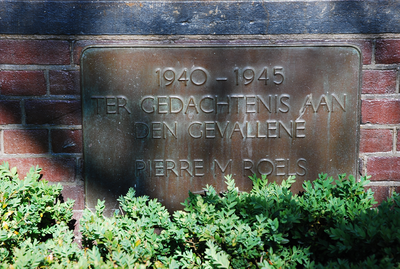 1940 - 1945
TER GEDACHTENIS AAN
DEN GEVALLENE
PIERRE M. ROELS